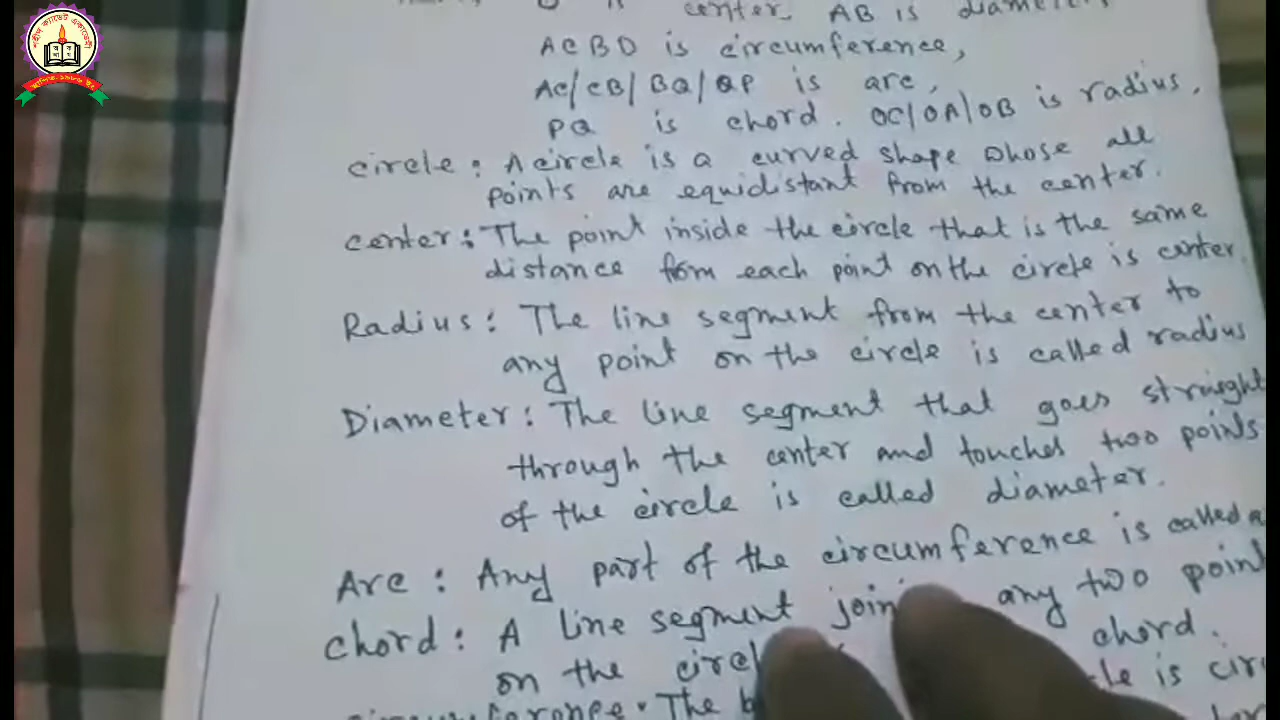 center. AB is diameter,
ACBD is circumference,
AC/CB/BQ/QP is arc,
PQ is chord. OC/OA/OB is radius.
circle: A circle is a curved shape whose all
points are equidistant from the center.
center: The point inside the circle that is the same
distance from each point on the circle is center.
Radius: The line segment from the center to
any point on the circle is called radius
Diameter: The line segment that goes straight
through the center and touches two points
of the circle is called diameter.
Arc: Any part of the circumference is called a
chord: A line segment join any two point
on the circl chord.
The
is